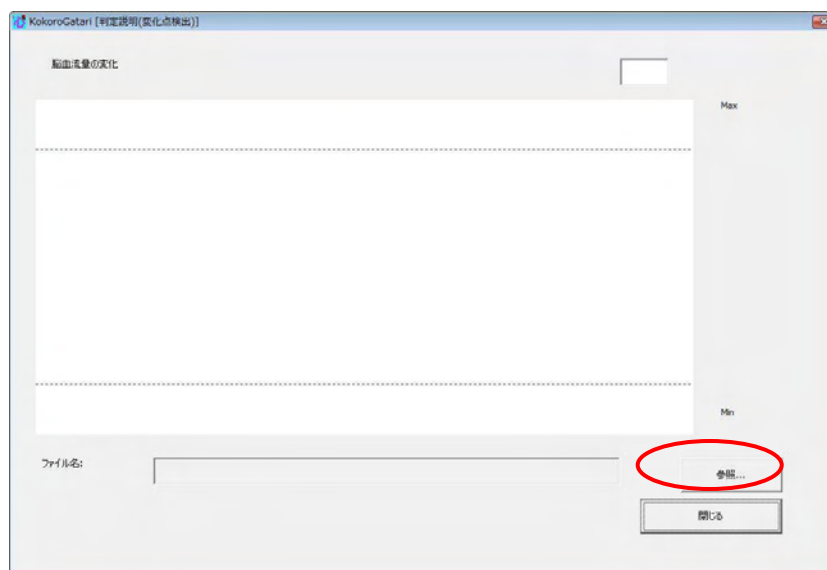 KokoroGatari [判定説明(変化点検出)]
脳血流量の変化
Max
Min
ファイル名:
参照...
閉じる